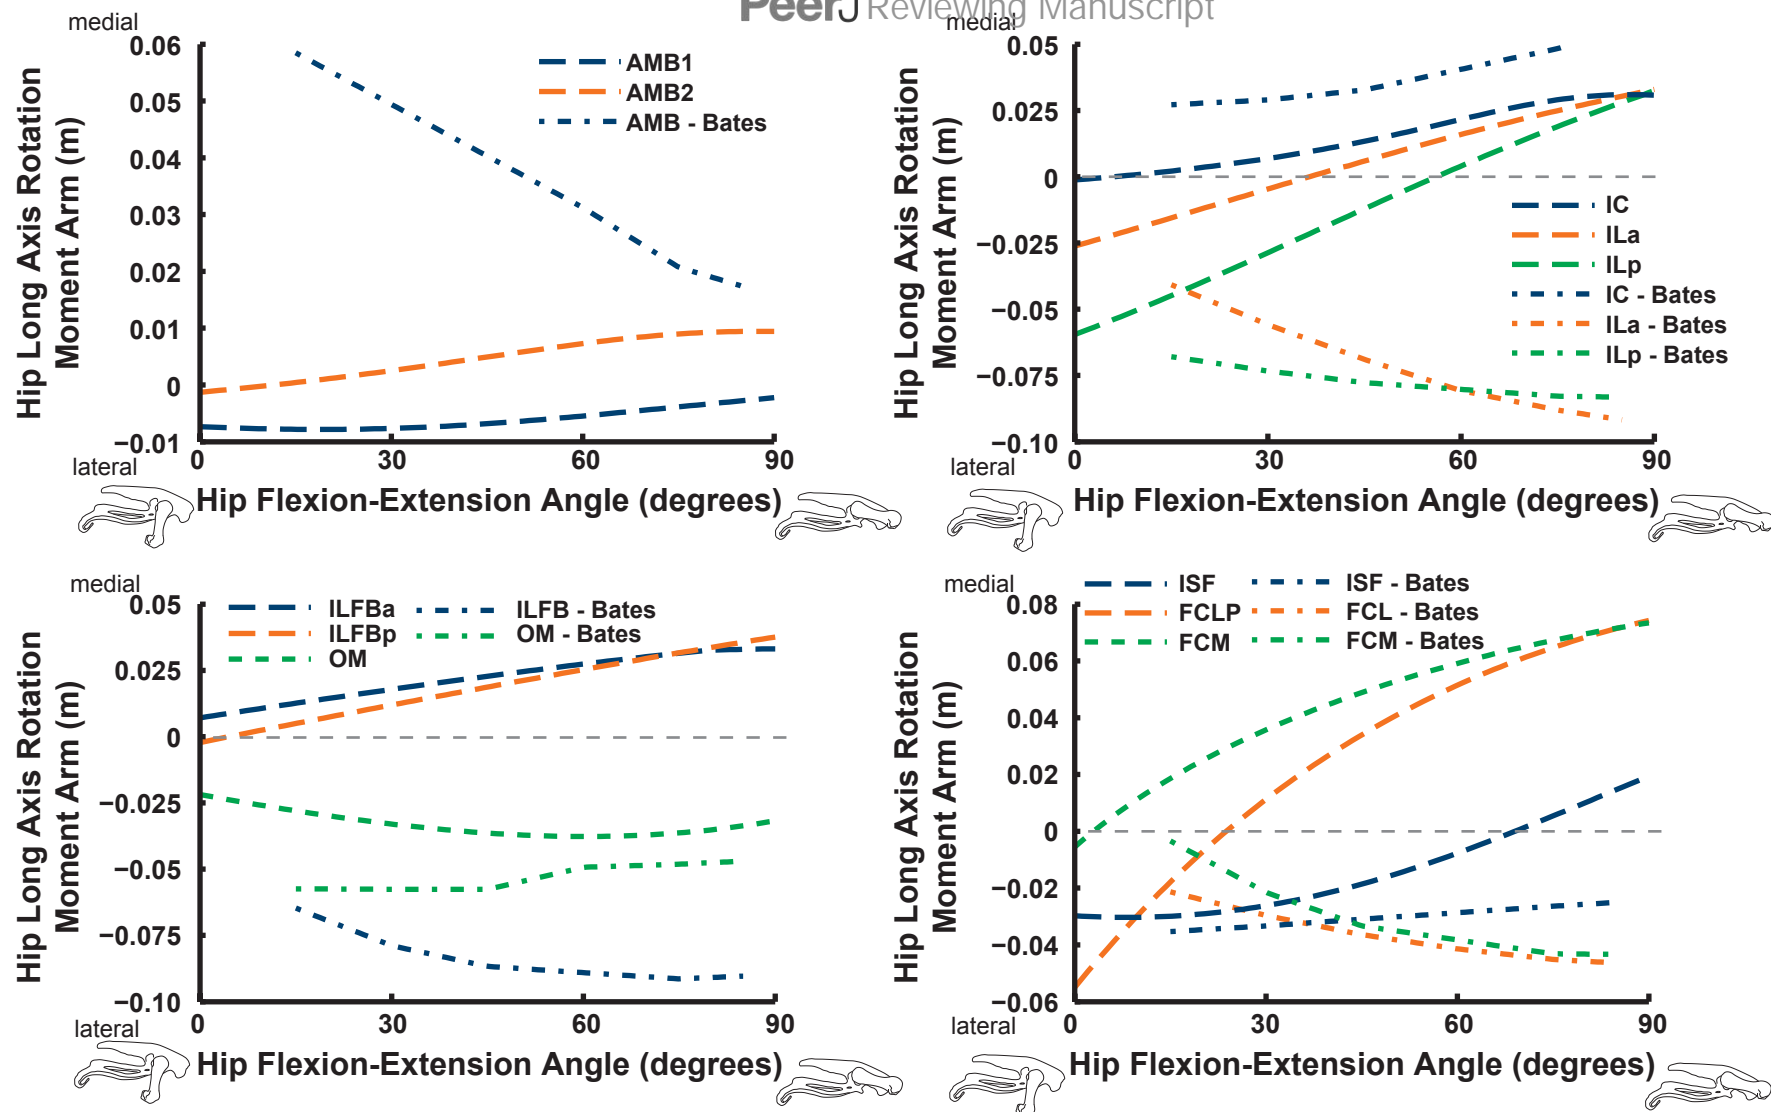 PeerJ Reviewing Manuscript
medial
0.06
0.05
0.04
0.03
0.02
0.01
0
−0.01
lateral
Hip Long Axis Rotation
Moment Arm (m)
AMB1
AMB2
AMB - Bates
0 30 60 90
Hip Flexion-Extension Angle (degrees)
medial
0.05
0.025
0
−0.025
−0.05
−0.075
−0.10
lateral
Hip Long Axis Rotation
Moment Arm (m)
IC
ILa
ILp
IC - Bates
ILa - Bates
ILp - Bates
0 30 60 90
Hip Flexion-Extension Angle (degrees)
medial
0.05
0.025
0
−0.025
−0.05
−0.075
−0.10
lateral
Hip Long Axis Rotation
Moment Arm (m)
ILFBa ILFB - Bates
ILFBp OM - Bates
OM
0 30 60 90
Hip Flexion-Extension Angle (degrees)
medial
0.08
0.06
0.04
0.02
0
−0.02
−0.04
−0.06
lateral
Hip Long Axis Rotation
Moment Arm (m)
ISF ISF - Bates
FCLP FCL - Bates
FCM FCM - Bates
0 30 60 90
Hip Flexion-Extension Angle (degrees)